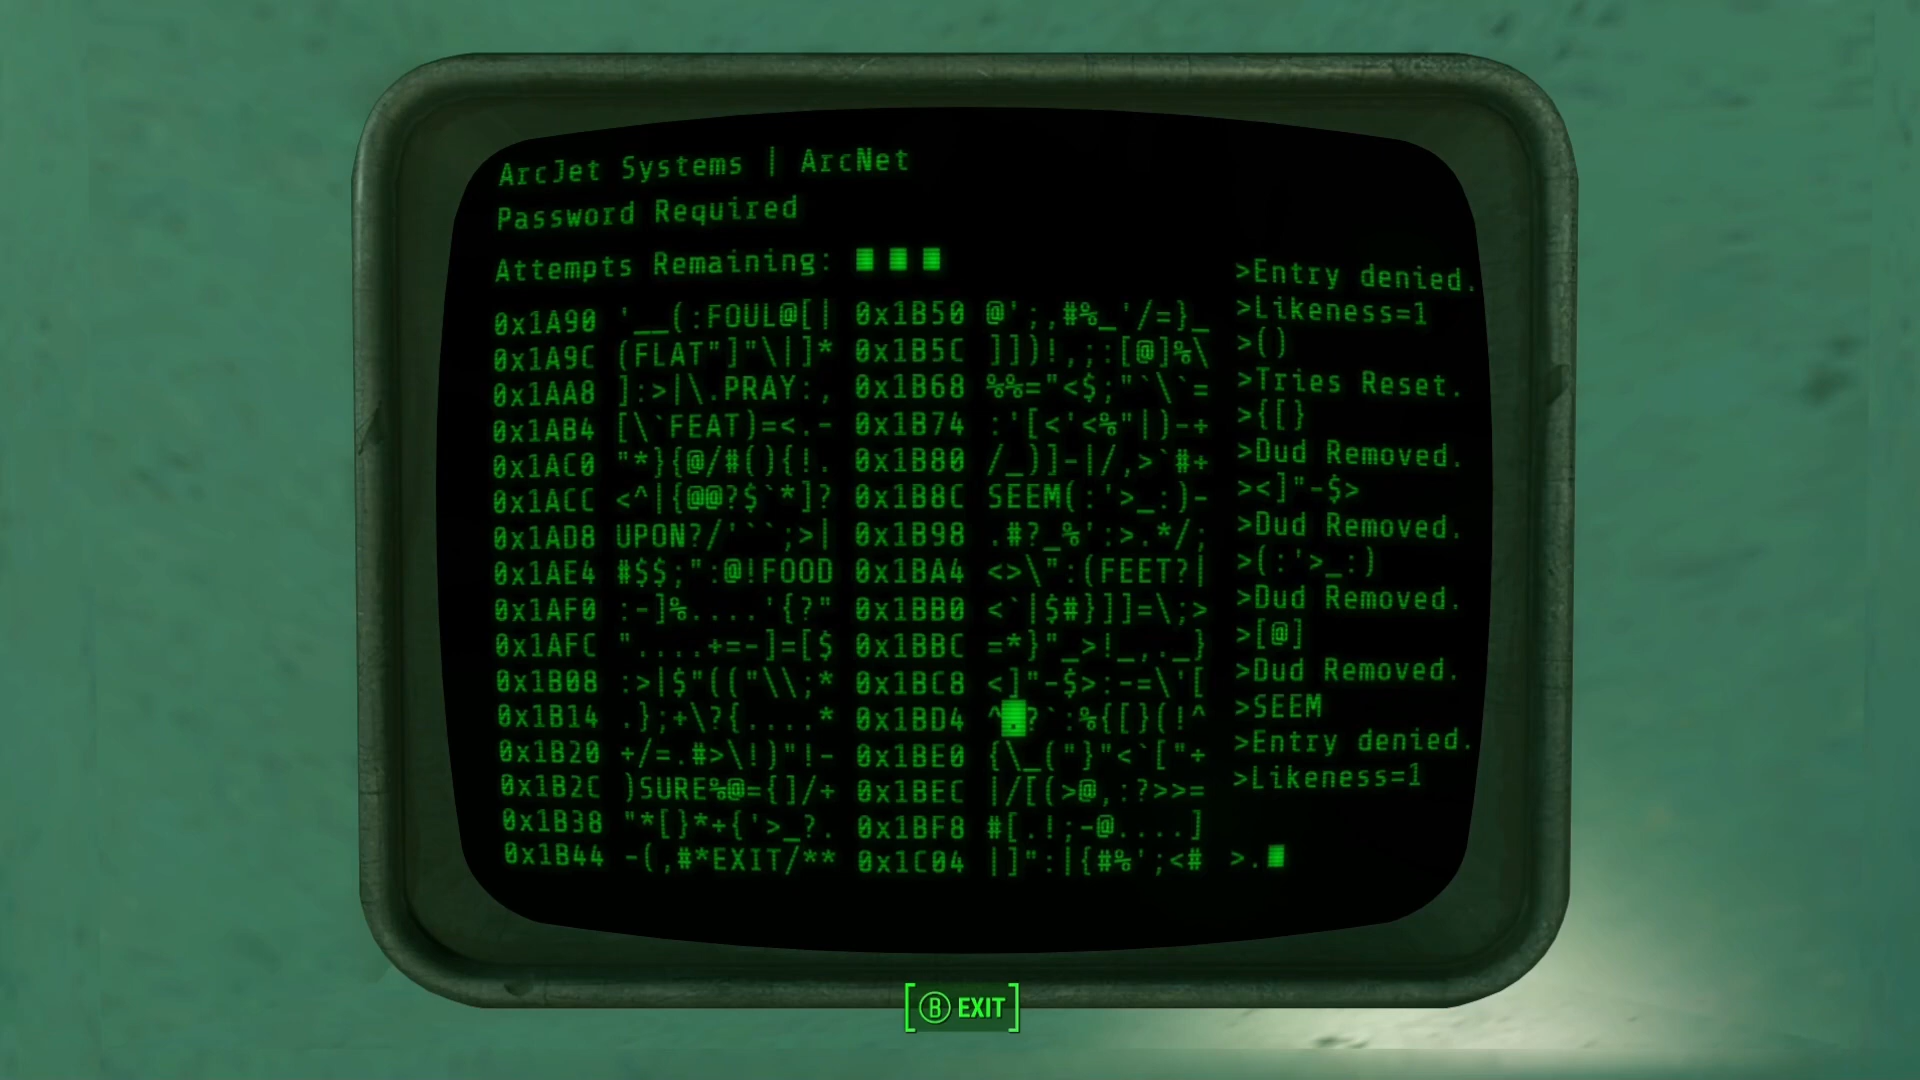 ArcJet Systems | ArcNet
Password Required
Attempts Remaining:
0x1A90 '__(:FOUL@[|
0x1A9C (FLAT"]"\|]*
0x1AA8 ]:>|\.PRAY:,
0x1AB4 [\`FEAT)=<.-
0x1AC0 "*}{@/#(){!.
0x1ACC <^|{@@?$`*]?
0x1AD8 UPON?/'``;>|
0x1AE4 #$$;":@!FOOD
0x1AF0 :-]%....'{?"
0x1AFC "....+=-]=[$
0x1B08 :>|$"(("\\;*
0x1B14 .};+\?{....*
0x1B20 +/=.#>\!)"!-
0x1B2C )SURE%@={]/+
0x1B38 "*[}*+{'>_?.
0x1B44 -(,#*EXIT/**
0x1B50 @';,#%_'/=}_
0x1B5C ]])!,;:[@]%\
0x1B68 %%="<$;"`\`=
0x1B74 :'[<'<%"|)-+
0x1B80 /_)]-|/,>`#+
0x1B8C SEEM(:'>_:)-
0x1B98 .#?_%':>.*/;
0x1BA4 <>\":(FEET?|
0x1BB0 <`|$#}]]=\;>
0x1BBC =*}"_>!_,._}
0x1BC8 <]"-$>:-=\'[
0x1BD4 ^.?`:%{[}(!^
0x1BE0 {\_("}"<`["+
0x1BEC |/[(>@,:?>>=
0x1BF8 #[.!;-@....]
0x1C04 |]":|{#%';<#
>Entry denied.
>Likeness=1
>()
>Tries Reset.
>{[}
>Dud Removed.
><]"-$>
>Dud Removed.
>(:'>_:)
>Dud Removed.
>[@]
>Dud Removed.
>SEEM
>Entry denied.
>Likeness=1
>.
[Ⓑ EXIT]